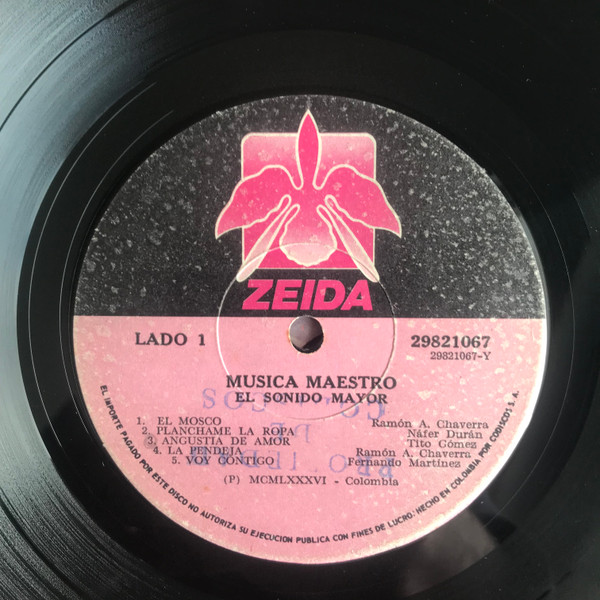 ZEIDA
LADO 1
29821067
29821067-Y
MUSICA MAESTRO
EL SONIDO MAYOR
1. EL MOSCO Ramón A. Chaverra
2. PLANCHAME LA ROPA Náfer Durán
3. ANGUSTIA DE AMOR Tito Gómez
4. LA PENDEJA Ramón A. Chaverra
5. VOY CONTIGO Fernando Martínez
(P) MCMLXXXVI - Colombia
EL IMPORTE PAGADO POR ESTE DISCO NO AUTORIZA SU EJECUCION PUBLICA CON FINES DE LUCRO. HECHO EN COLOMBIA POR CODISCOS S. A.